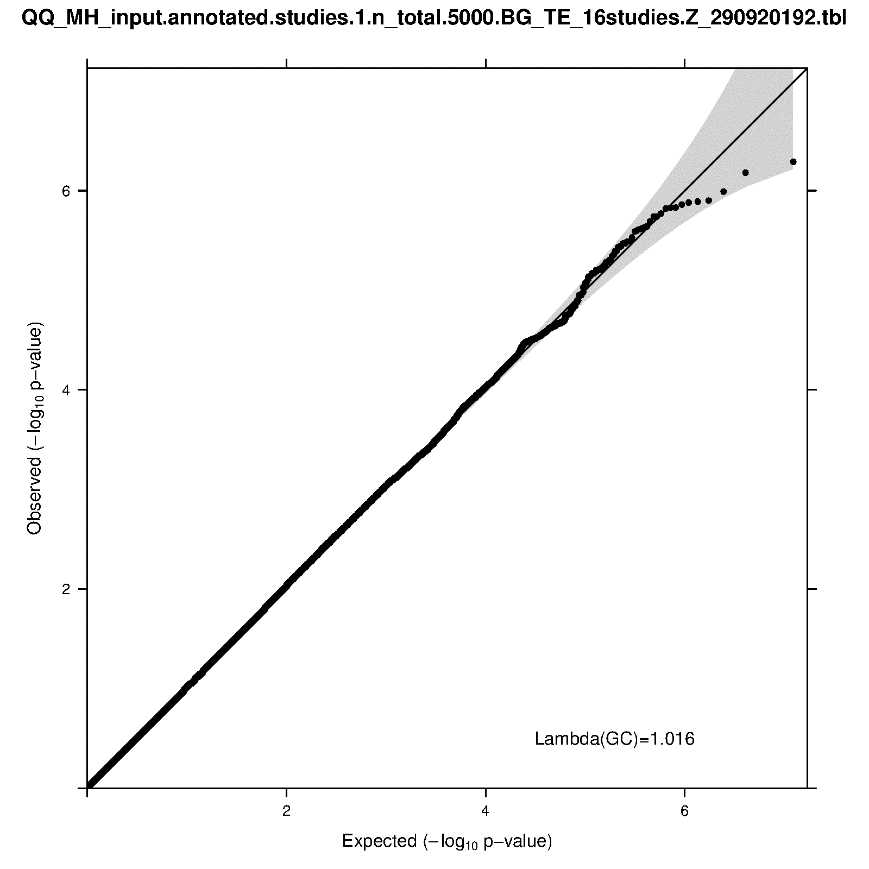 QQ_MH_input.annotated.studies.1.n_total.5000.BG_TE_16studies.Z_290920192.tbl
6
4
2
Observed (−log10 p−value)
Lambda(GC)=1.016
2
4
6
Expected (−log10 p−value)